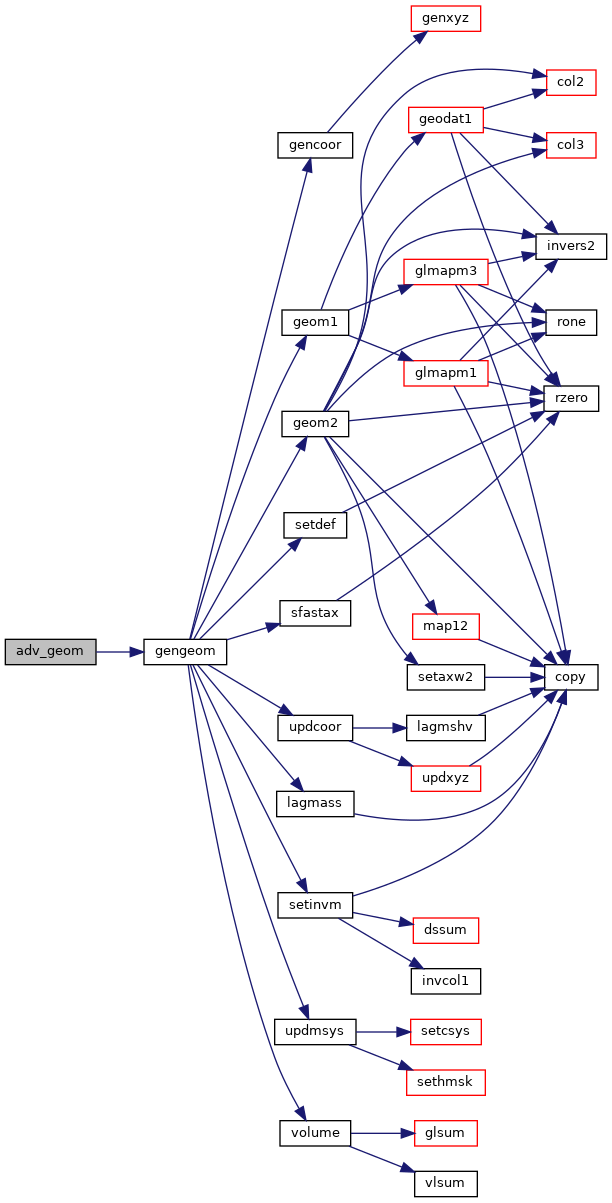 genxyz
col2
geodat1
col3
gencoor
invers2
glmapm3
geom1
rone
glmapm1
rzero
geom2
setdef
sfastax
map12
adv_geom
gengeom
setaxw2
copy
updcoor
lagmshv
updxyz
lagmass
setinvm
dssum
invcol1
updmsys
setcsys
sethmsk
volume
glsum
vlsum